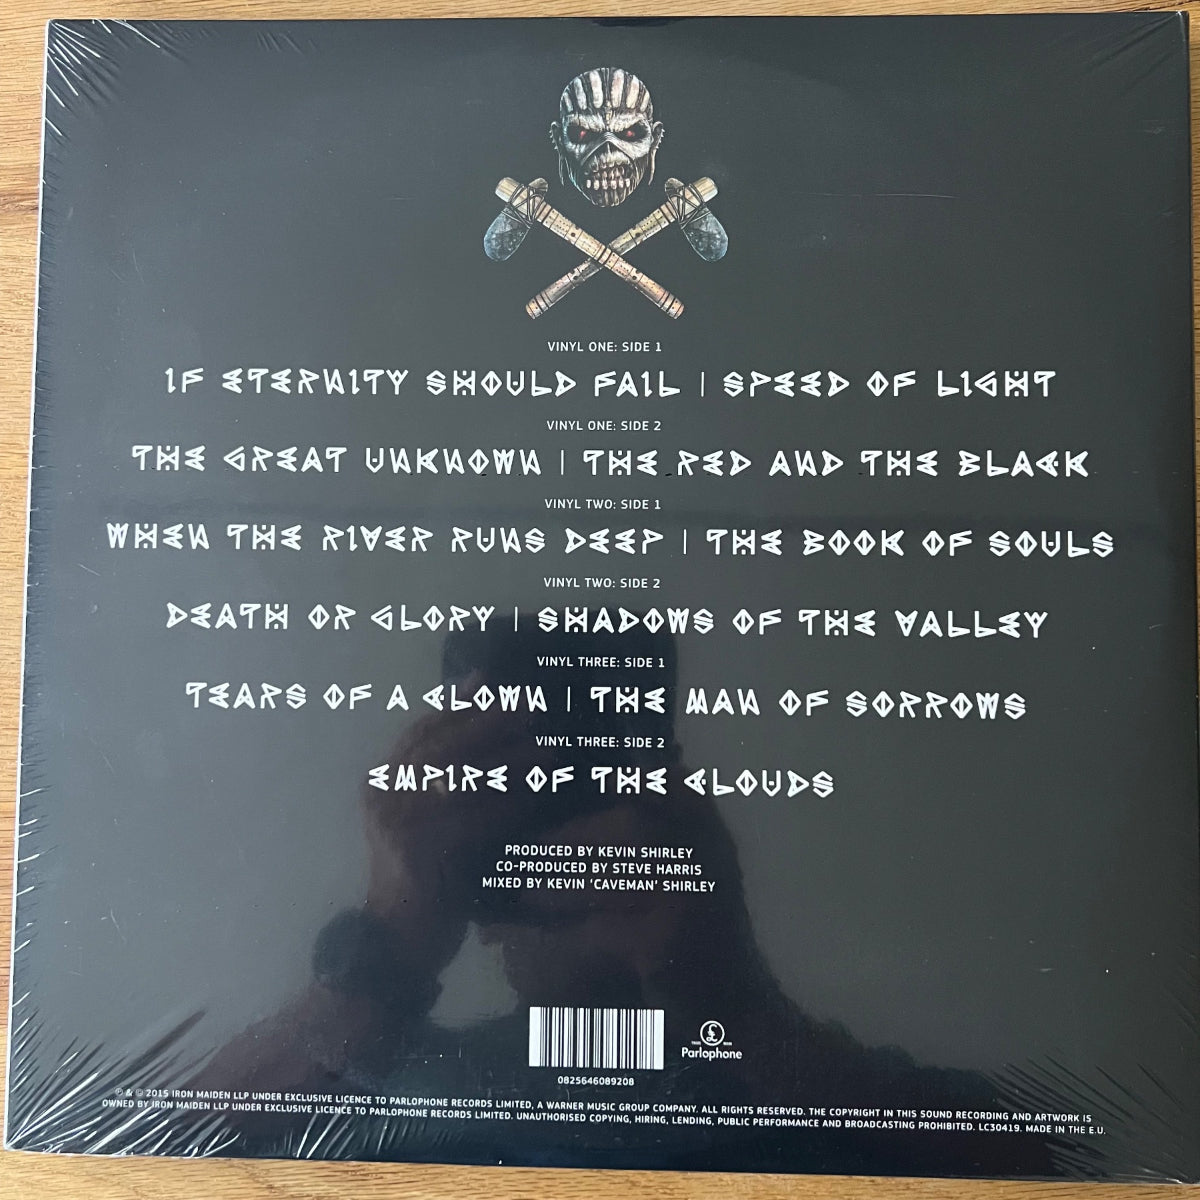 VINYL ONE: SIDE 1
IF ETERNITY SHOULD FAIL | SPEED OF LIGHT
VINYL ONE: SIDE 2
THE GREAT UNKNOWN | THE RED AND THE BLACK
VINYL TWO: SIDE 1
WHEN THE RIVER RUNS DEEP | THE BOOK OF SOULS
VINYL TWO: SIDE 2
DEATH OR GLORY | SHADOWS OF THE VALLEY
VINYL THREE: SIDE 1
TEARS OF A CLOWN | THE MAN OF SORROWS
VINYL THREE: SIDE 2
EMPIRE OF THE CLOUDS
PRODUCED BY KEVIN SHIRLEY
CO-PRODUCED BY STEVE HARRIS
MIXED BY KEVIN ‘CAVEMAN’ SHIRLEY
£
Parlophone
0825646089208
℗ & © 2015 IRON MAIDEN LLP UNDER EXCLUSIVE LICENCE TO PARLOPHONE RECORDS LIMITED, A WARNER MUSIC GROUP COMPANY. ALL RIGHTS RESERVED. THE COPYRIGHT IN THIS SOUND RECORDING AND ARTWORK IS
OWNED BY IRON MAIDEN LLP UNDER EXCLUSIVE LICENCE TO PARLOPHONE RECORDS LIMITED. UNAUTHORISED COPYING, HIRING, LENDING, PUBLIC PERFORMANCE AND BROADCASTING PROHIBITED. LC30419. MADE IN THE E.U.